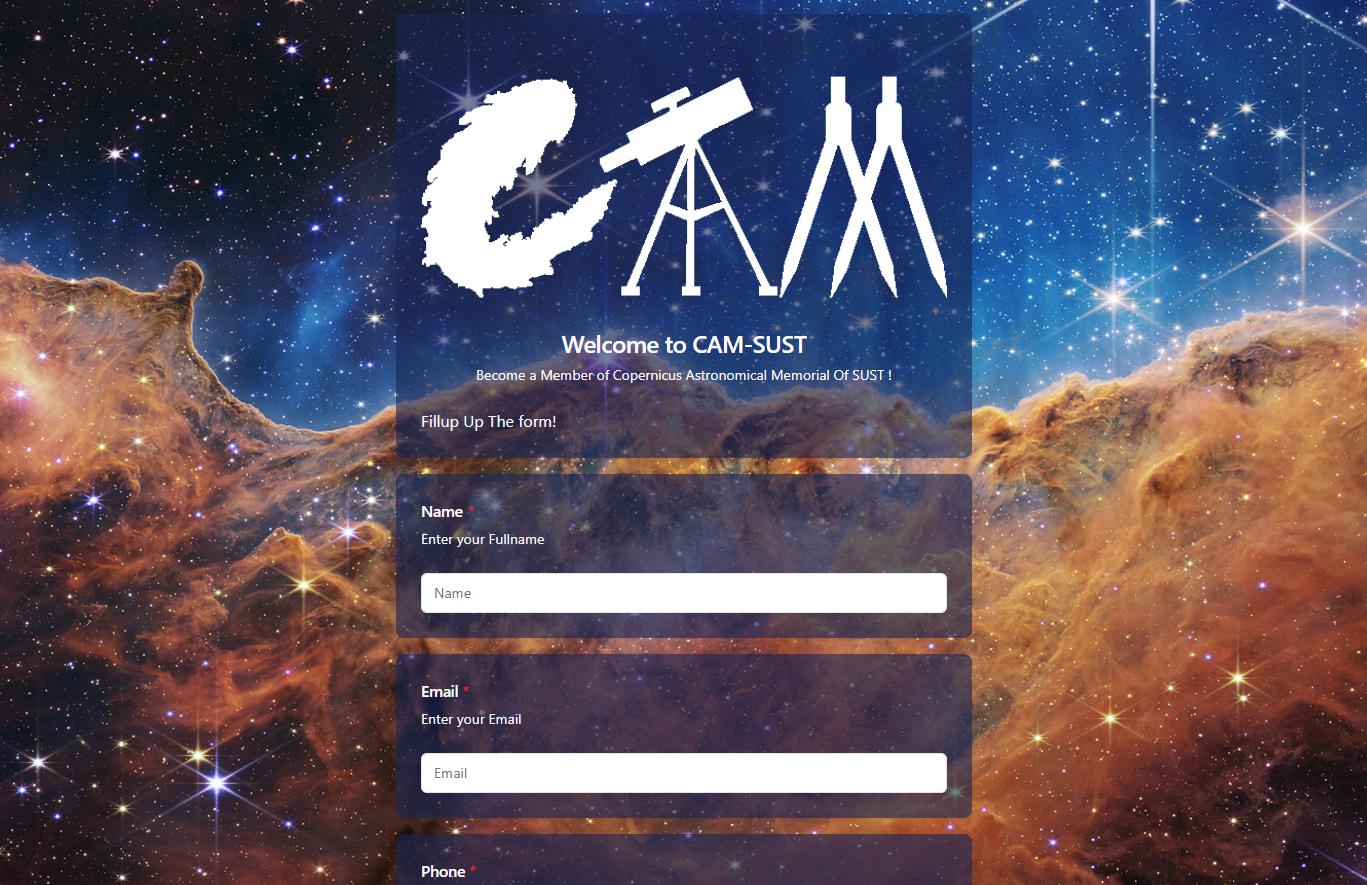 CAM
Welcome to CAM-SUST
Become a Member of Copernicus Astronomical Memorial Of SUST !
Fillup Up The form!
Name *
Enter your Fullname
Name
Email *
Enter your Email
Email
Phone *